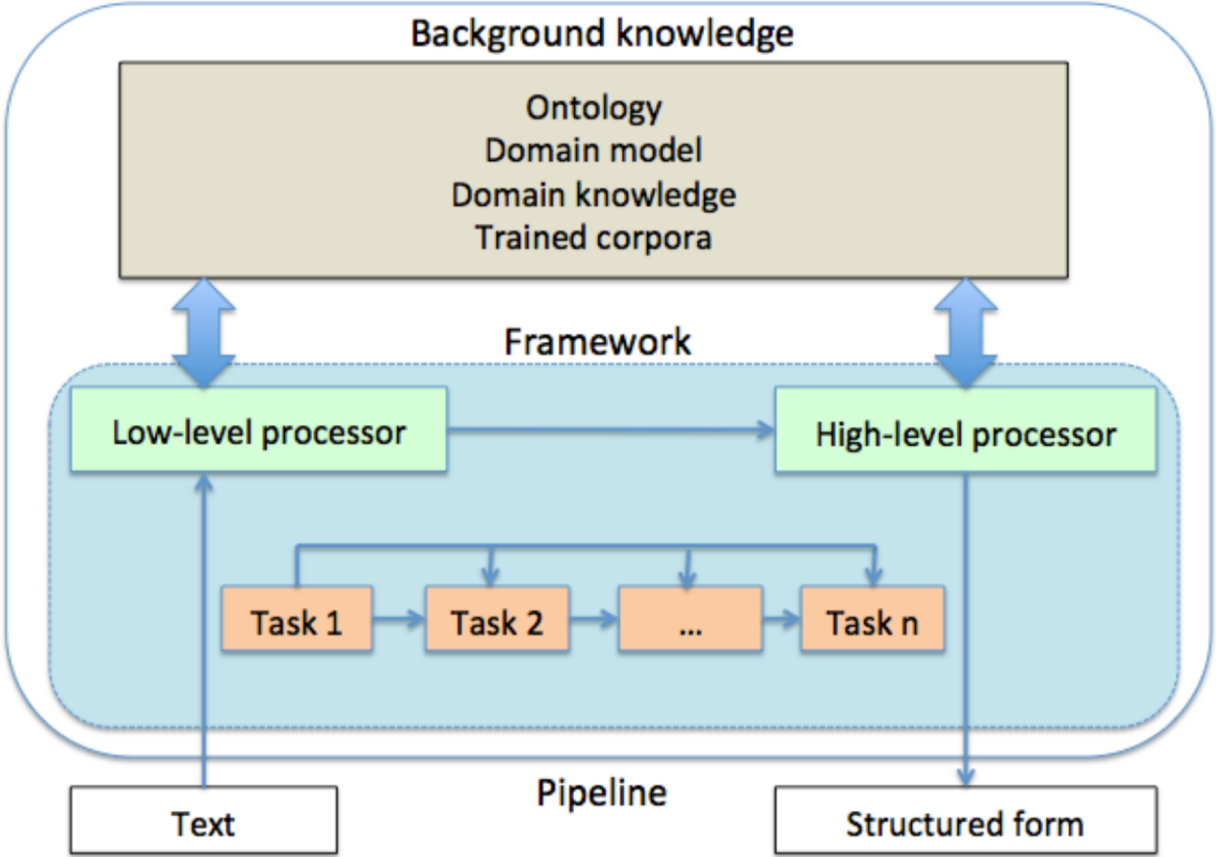 Background knowledge
Ontology
Domain model
Domain knowledge
Trained corpora
Framework
Low-level processor
High-level processor
Task 1
Task 2
...
Task n
Pipeline
Text
Structured form